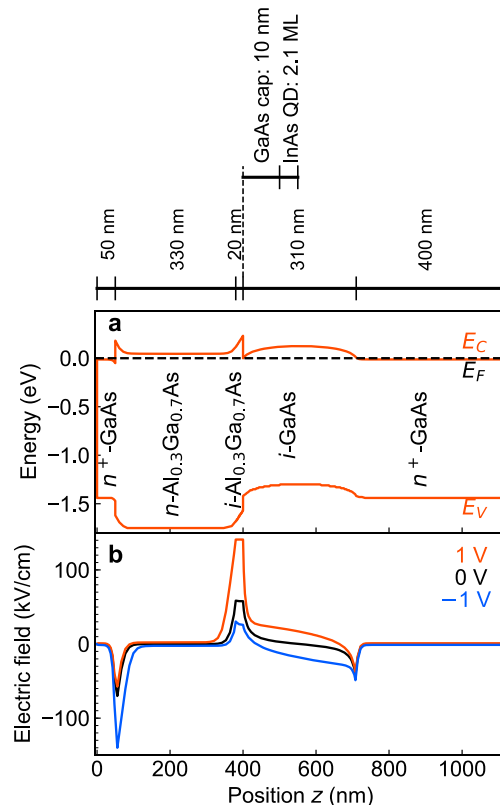 GaAs cap: 10 nm
InAs QD: 2.1 ML
50 nm
330 nm
20 nm
310 nm
400 nm
a
E_C
E_F
E_V
n⁺-GaAs
n-Al₀.₃Ga₀.₇As
i-Al₀.₃Ga₀.₇As
i-GaAs
n⁺-GaAs
Energy (eV)
0.0
−0.5
−1.0
−1.5
b
1 V
0 V
−1 V
Electric field (kV/cm)
100
0
−100
0
200
400
600
800
1000
Position z (nm)